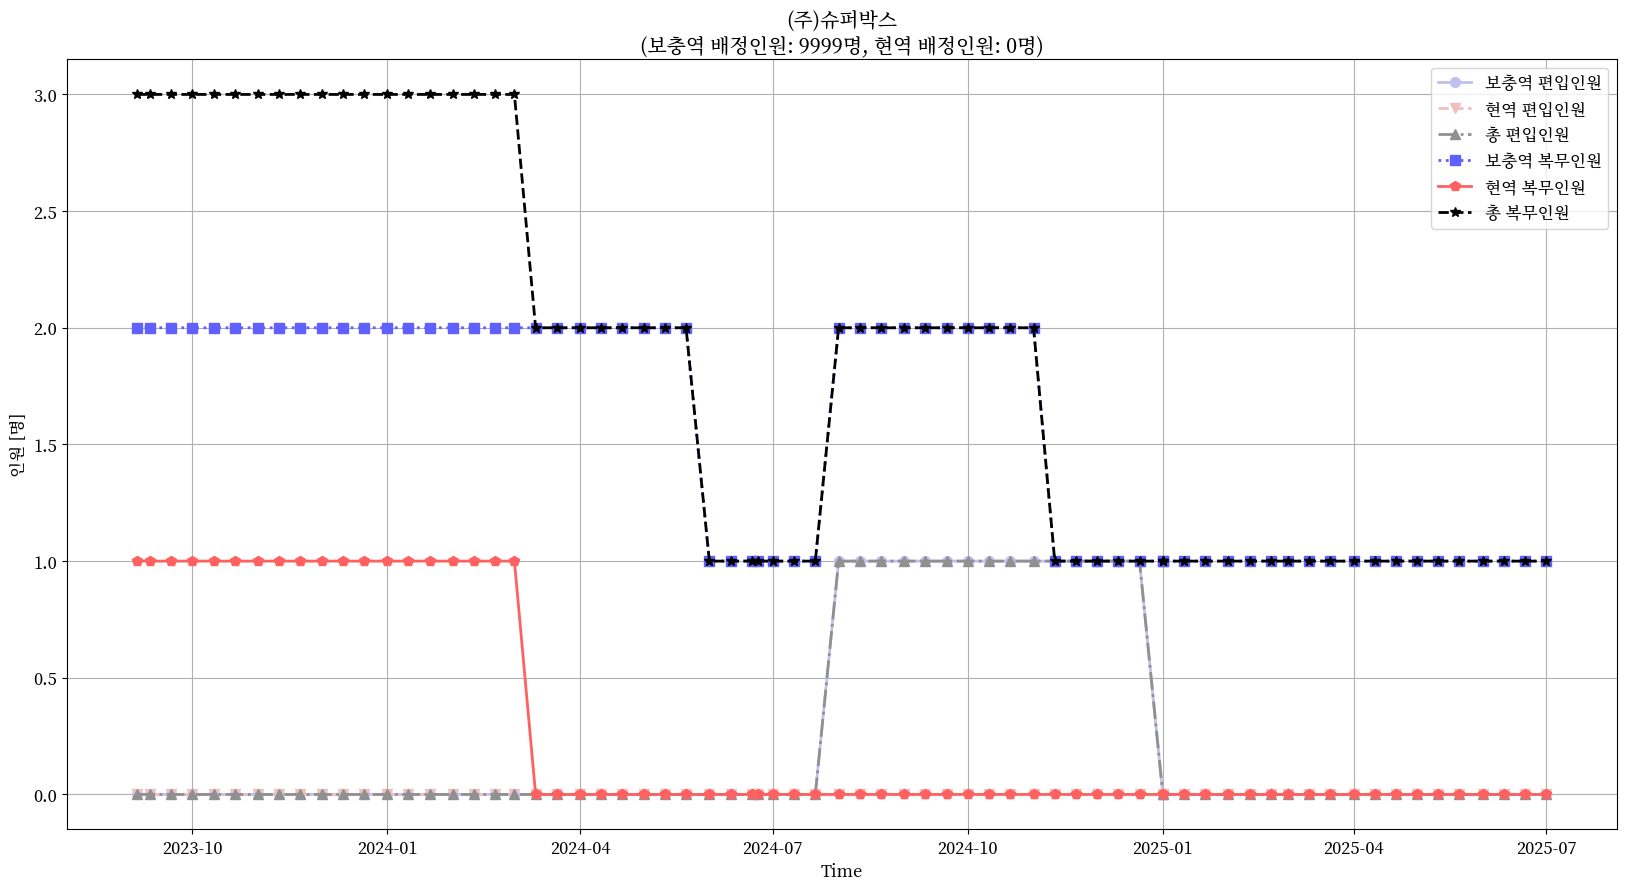 (주)슈퍼박스
(보충역 배정인원: 9999명, 현역 배정인원: 0명)
보충역 편입인원
현역 편입인원
총 편입인원
보충역 복무인원
현역 복무인원
총 복무인원
인원 [명]
3.0
2.5
2.0
1.5
1.0
0.5
0.0
2023-10 2024-01 2024-04 2024-07 2024-10 2025-01 2025-04 2025-07
Time